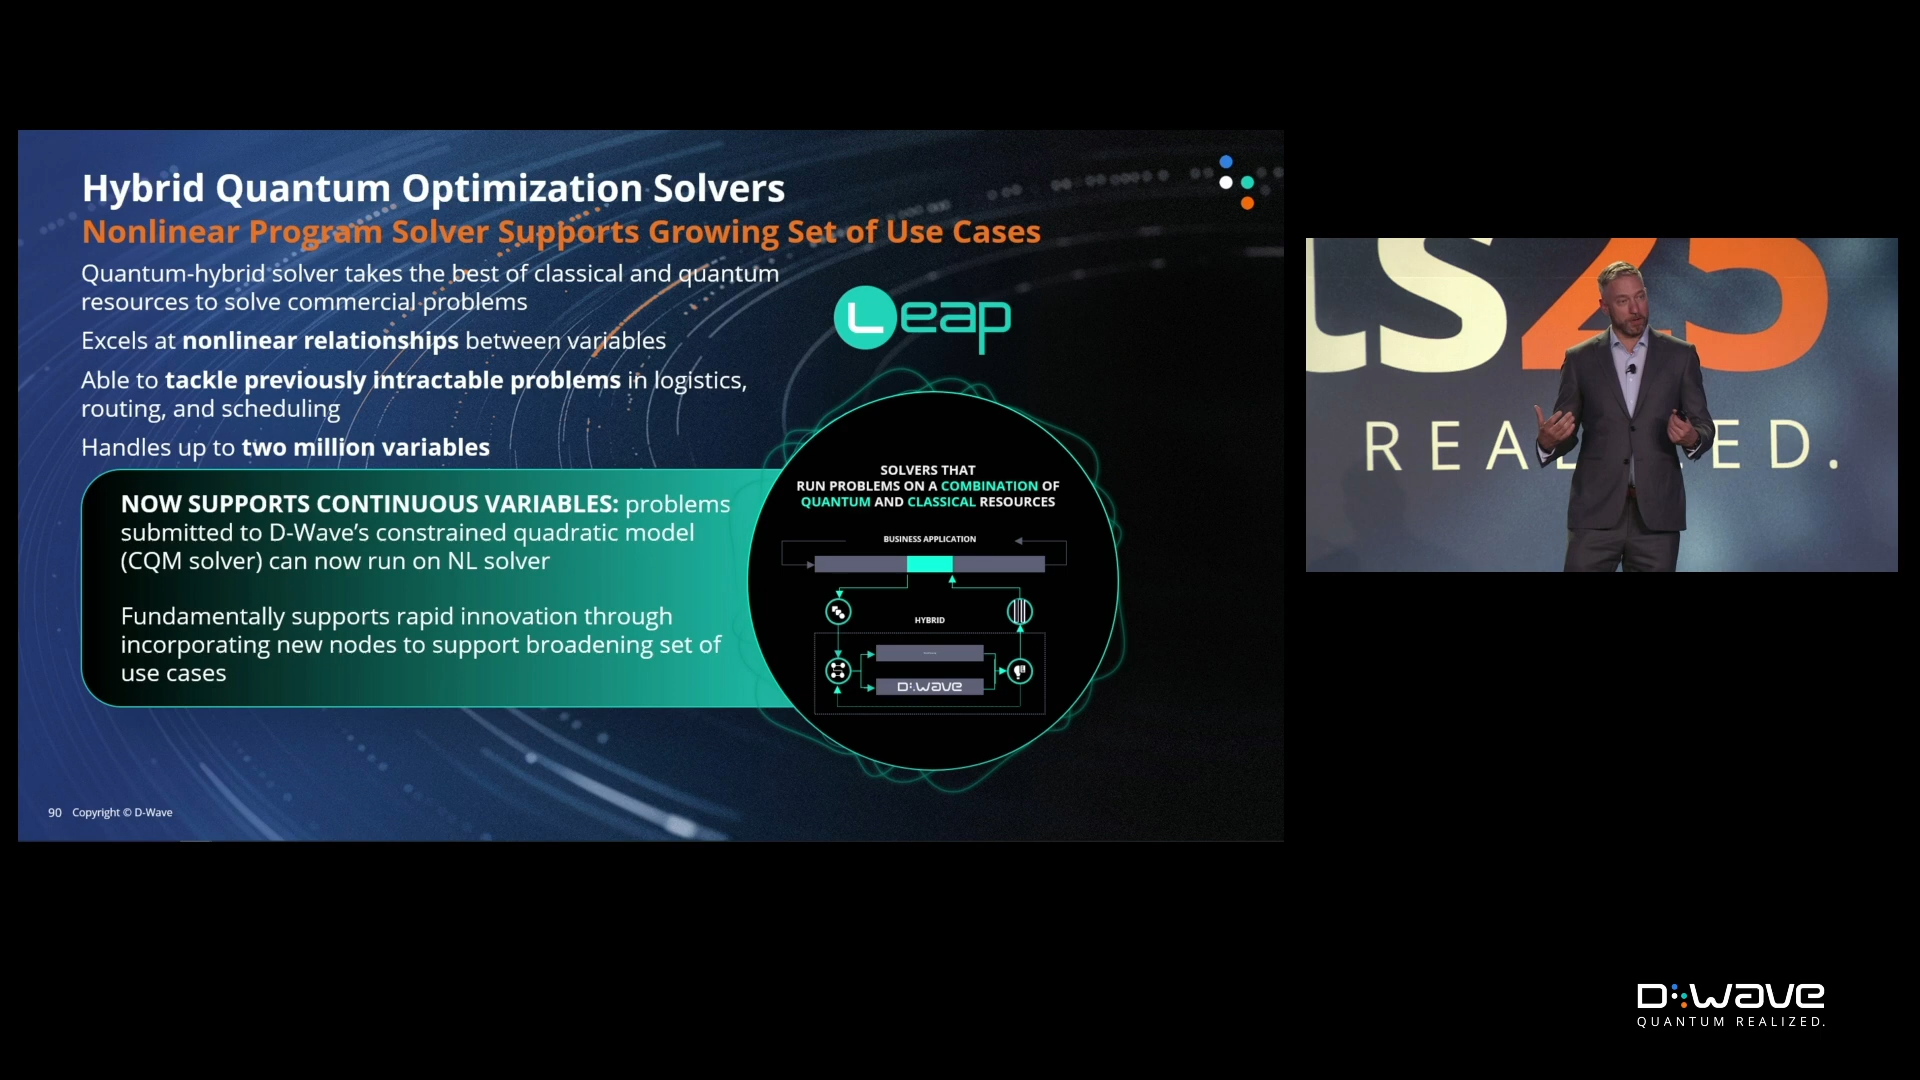 Hybrid Quantum Optimization Solvers
Nonlinear Program Solver Supports Growing Set of Use Cases
Quantum-hybrid solver takes the best of classical and quantum
resources to solve commercial problems
Excels at nonlinear relationships between variables
Able to tackle previously intractable problems in logistics,
routing, and scheduling
Handles up to two million variables
NOW SUPPORTS CONTINUOUS VARIABLES: problems
submitted to D-Wave’s constrained quadratic model
(CQM solver) can now run on NL solver
Fundamentally supports rapid innovation through
incorporating new nodes to support broadening set of
use cases
Leap
SOLVERS THAT
RUN PROBLEMS ON A COMBINATION OF
QUANTUM AND CLASSICAL RESOURCES
BUSINESS APPLICATION
HYBRID
D:WAVE
90 Copyright © D-Wave
ts25
REA ED.
D:WAVE
QUANTUM REALIZED.